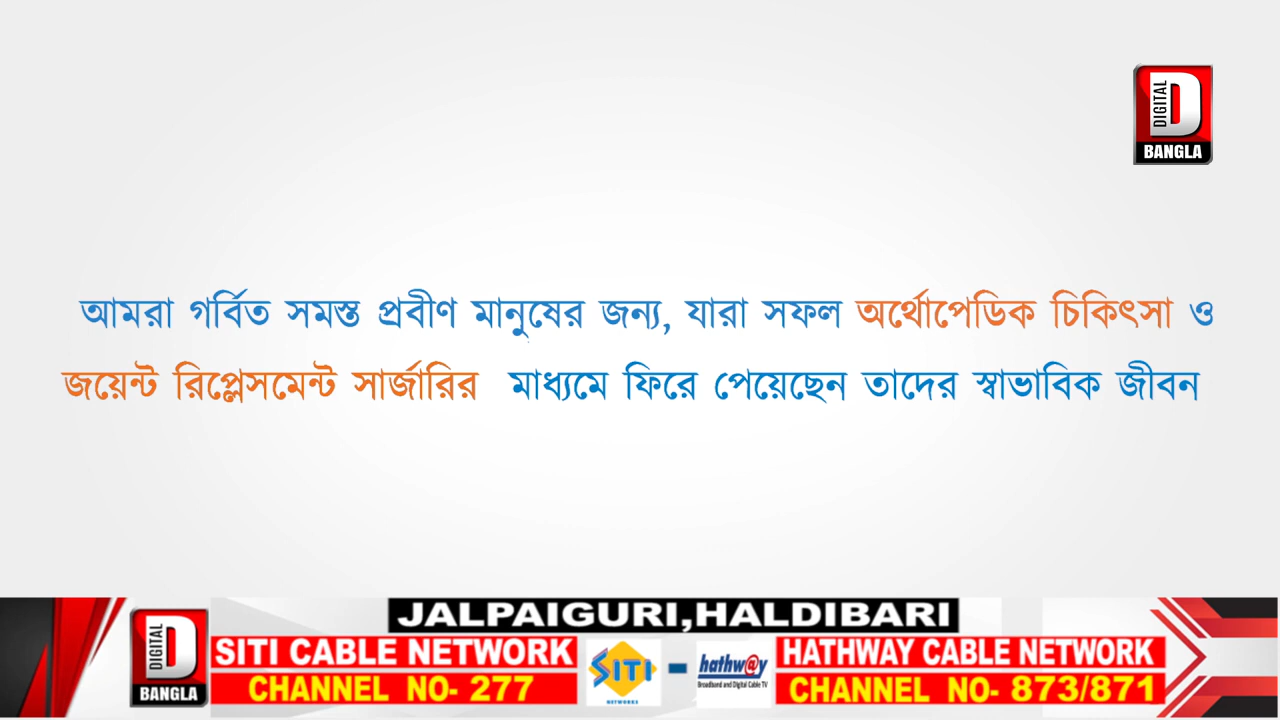 DIGITAL
D
BANGLA
আমরা গর্বিত সমস্ত প্রবীণ মানুষের জন্য, যারা সফল অর্থোপেডিক চিকিৎসা ও
জয়েন্ট রিপ্লেসমেন্ট সার্জারির মাধ্যমে ফিরে পেয়েছেন তাদের স্বাভাবিক জীবন
JALPAIGURI,HALDIBARI
DIGITAL
D
BANGLA
SITI CABLE NETWORK
CHANNEL NO- 277
SITI
NETWORKS
-
hathw@y
Broadband and Digital Cable TV
HATHWAY CABLE NETWORK
CHANNEL NO- 873/871